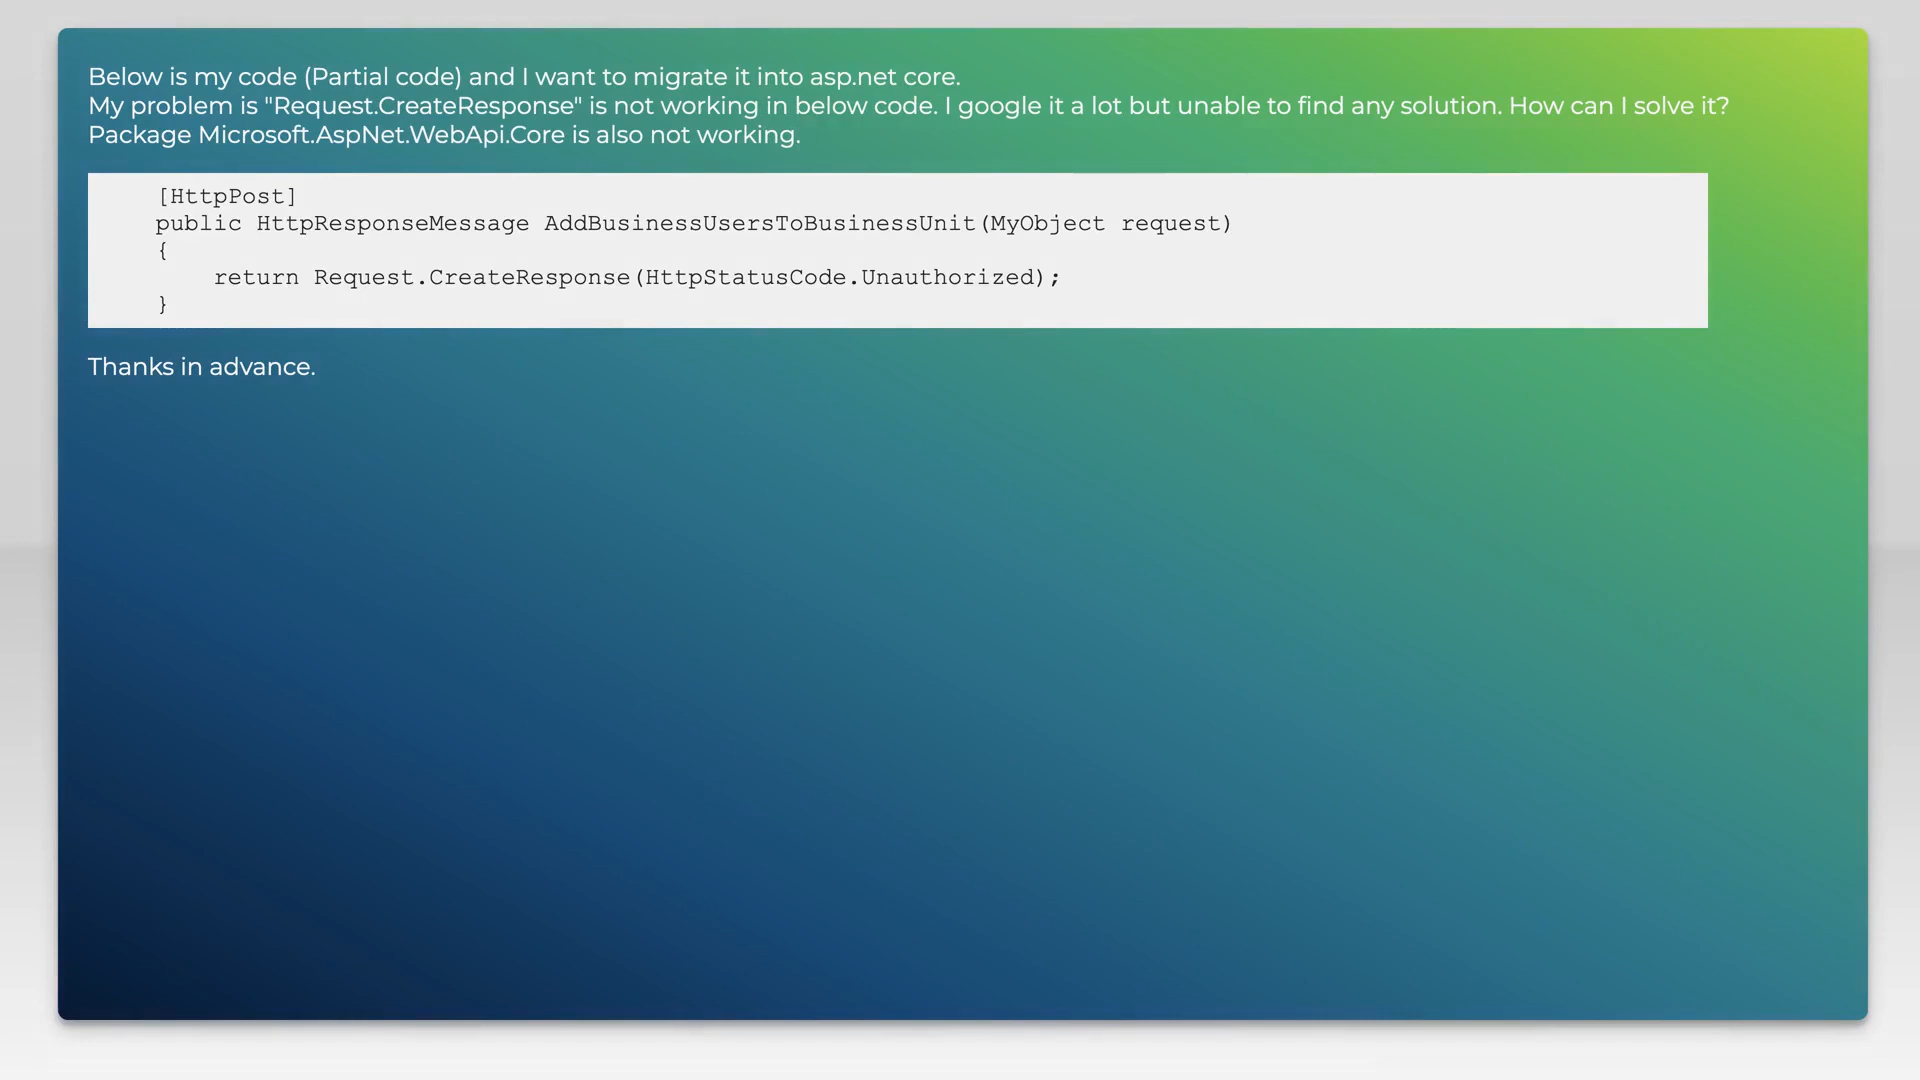 Below is my code (Partial code) and I want to migrate it into asp.net core.
My problem is "Request.CreateResponse" is not working in below code. I google it a lot but unable to find any solution. How can I solve it?
Package Microsoft.AspNet.WebApi.Core is also not working.
[HttpPost]
public HttpResponseMessage AddBusinessUsersToBusinessUnit(MyObject request)
{
return Request.CreateResponse(HttpStatusCode.Unauthorized);
}
Thanks in advance.